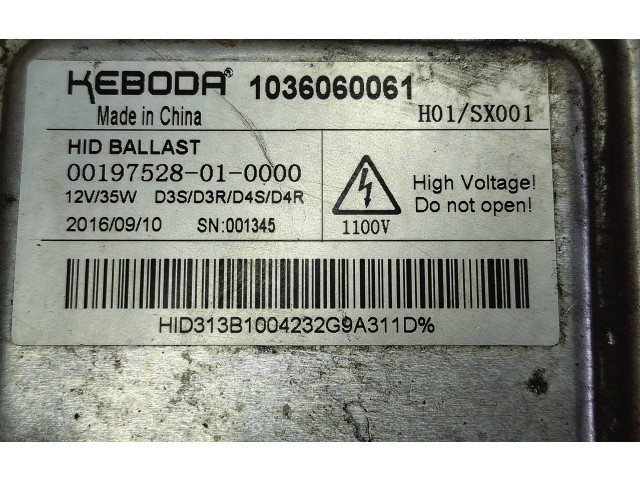 KEBODA® 1036060061
Made in China H01/SX001
HID BALLAST
00197528-01-0000
12V/35W D3S/D3R/D4S/D4R
2016/09/10 SN:001345
1100V
High Voltage!
Do not open!
HID313B1004232G9A311D%